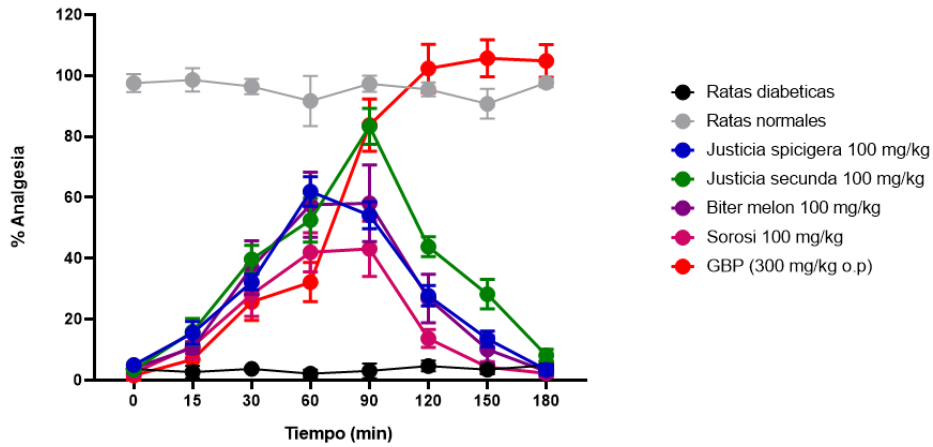 120
100
80
60
40
20
0
% Analgesia
0 15 30 60 90 120 150 180
Tiempo (min)
Ratas diabeticas
Ratas normales
Justicia spicigera 100 mg/kg
Justicia secunda 100 mg/kg
Biter melon 100 mg/kg
Sorosi 100 mg/kg
GBP (300 mg/kg o.p)